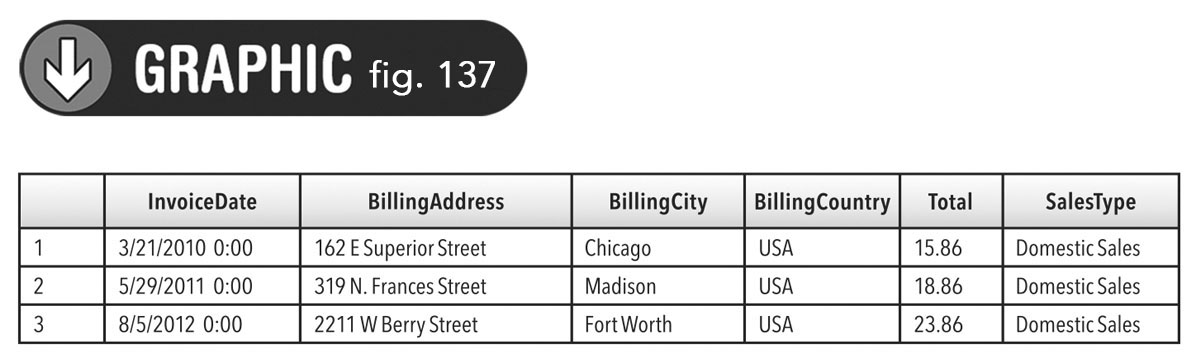 GRAPHIC fig. 137
InvoiceDate BillingAddress BillingCity BillingCountry Total SalesType
1 3/21/2010 0:00 162 E Superior Street Chicago USA 15.86 Domestic Sales
2 5/29/2011 0:00 319 N. Frances Street Madison USA 18.86 Domestic Sales
3 8/5/2012 0:00 2211 W Berry Street Fort Worth USA 23.86 Domestic Sales